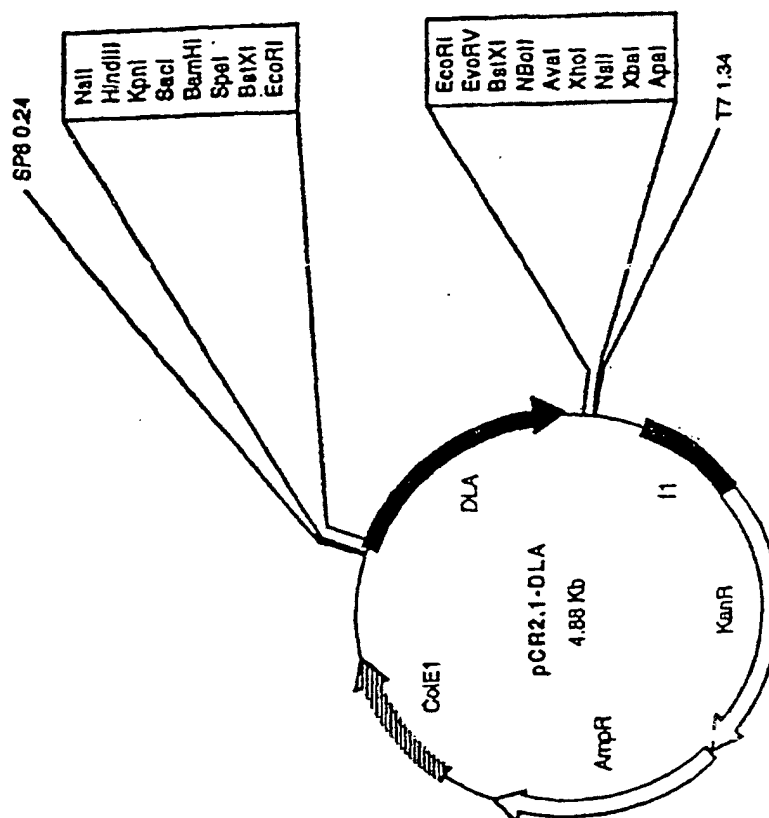 SP6 0.24
NsiI
HindIII
KpnI
SacI
BamHI
SpeI
BstXI
EcoRI
EcoRI
EvoRV
BstXI
NBotI
AvaI
XhoI
NsiI
XbaI
ApaI
T7 1.34
DLA
f1
KanR
AmpR
ColE1
pCR2.1-DLA
4.88 Kb